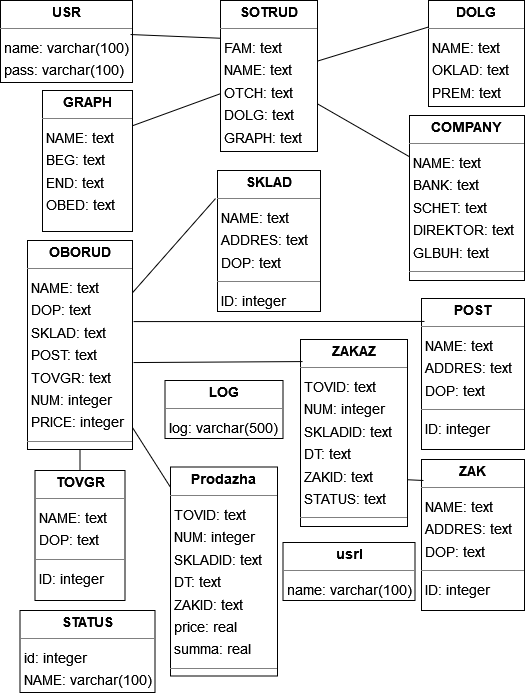 USR
name: varchar(100)
pass: varchar(100)
SOTRUD
FAM: text
NAME: text
OTCH: text
DOLG: text
GRAPH: text
DOLG
NAME: text
OKLAD: text
PREM: text
GRAPH
NAME: text
BEG: text
END: text
OBED: text
COMPANY
NAME: text
BANK: text
SCHET: text
DIREKTOR: text
GLBUH: text
SKLAD
NAME: text
ADDRES: text
DOP: text
ID: integer
OBORUD
NAME: text
DOP: text
SKLAD: text
POST: text
TOVGR: text
NUM: integer
PRICE: integer
POST
NAME: text
ADDRES: text
DOP: text
ID: integer
ZAKAZ
TOVID: text
NUM: integer
SKLADID: text
DT: text
ZAKID: text
STATUS: text
LOG
log: varchar(500)
TOVGR
NAME: text
DOP: text
ID: integer
Prodazha
TOVID: text
NUM: integer
SKLADID: text
DT: text
ZAKID: text
price: real
summa: real
ZAK
NAME: text
ADDRES: text
DOP: text
ID: integer
usrl
name: varchar(100)
STATUS
id: integer
NAME: varchar(100)